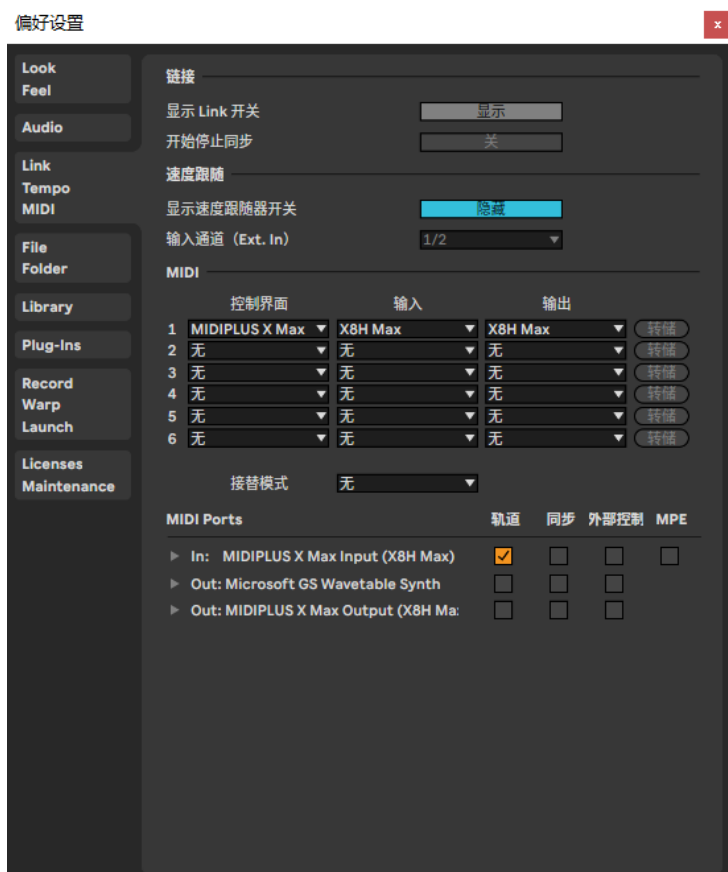 偏好设置
x
Look
Feel
Audio
Link
Tempo
MIDI
File
Folder
Library
Plug-Ins
Record
Warp
Launch
Licenses
Maintenance
链接
显示 Link 开关 显示
开始停止同步 关
速度跟随
显示速度跟随器开关 隐藏
输入通道（Ext. In） 1/2
MIDI
控制界面 输入 输出
1 MIDIPLUS X Max X8H Max X8H Max 转储
2 无 无 无 转储
3 无 无 无 转储
4 无 无 无 转储
5 无 无 无 转储
6 无 无 无 转储
接替模式 无
MIDI Ports 轨道 同步 外部控制 MPE
In: MIDIPLUS X Max Input (X8H Max)
Out: Microsoft GS Wavetable Synth
Out: MIDIPLUS X Max Output (X8H Ma: